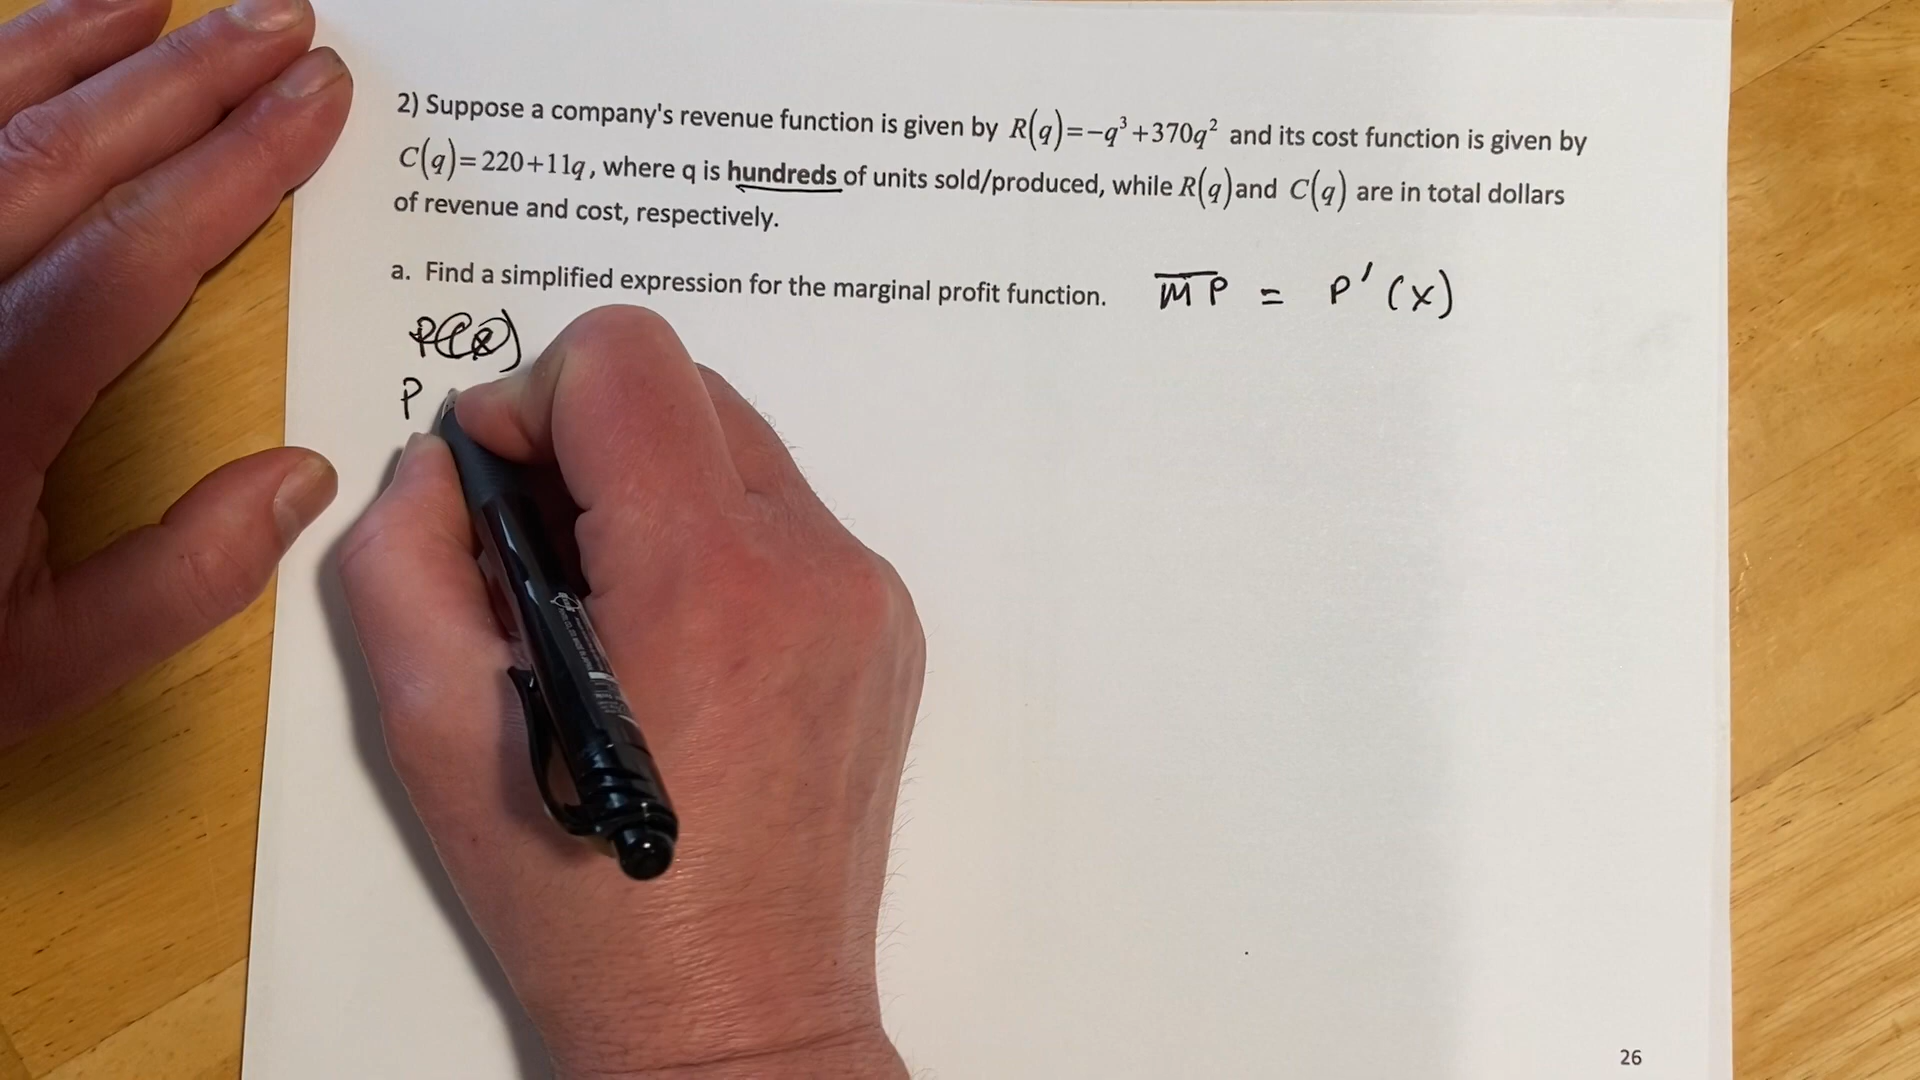 2) Suppose a company's revenue function is given by R(q)=−q³+370q² and its cost function is given by
C(q)=220+11q, where q is hundreds of units sold/produced, while R(q)and C(q) are in total dollars
of revenue and cost, respectively.
a. Find a simplified expression for the marginal profit function. MP = P'(x)
P
26